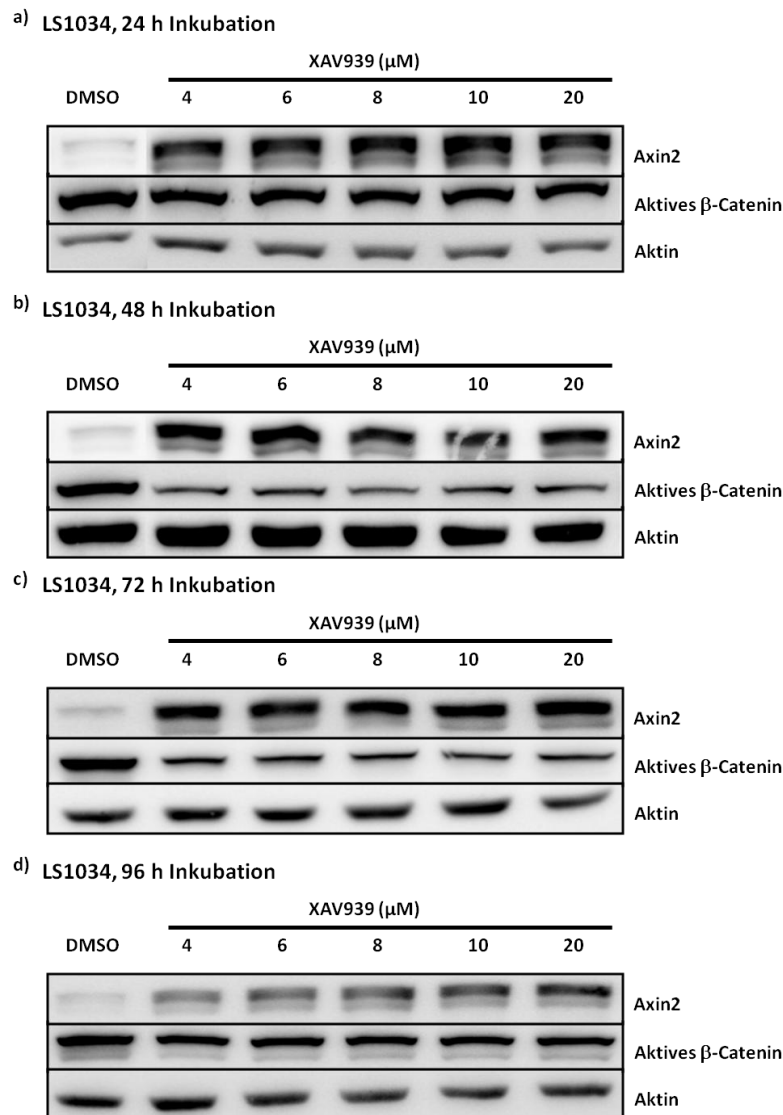 a) LS1034, 24 h Inkubation
XAV939 (µM)
DMSO 4 6 8 10 20
Axin2
Aktives β-Catenin
Aktin
b) LS1034, 48 h Inkubation
XAV939 (µM)
DMSO 4 6 8 10 20
Axin2
Aktives β-Catenin
Aktin
c) LS1034, 72 h Inkubation
XAV939 (µM)
DMSO 4 6 8 10 20
Axin2
Aktives β-Catenin
Aktin
d) LS1034, 96 h Inkubation
XAV939 (µM)
DMSO 4 6 8 10 20
Axin2
Aktives β-Catenin
Aktin